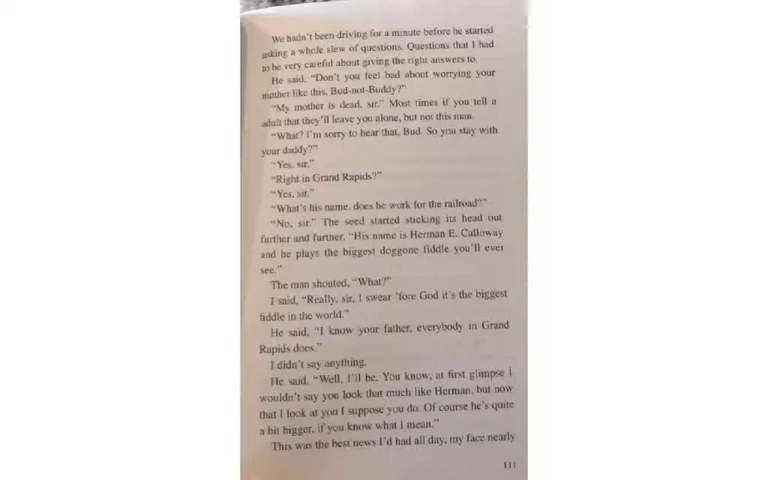 We hadn't been driving for a minute before he started
asking a whole slew of questions. Questions that I had
to be very careful about giving the right answers to.
He said, "Don't you feel bad about worrying your
mother like this, Bud-not-Buddy?"
"My mother is dead, sir." Most times if you tell a
adult that they'll leave you alone, but not this man.
"What? I'm sorry to hear that, Bud. So you stay with
your daddy?"
"Yes, sir."
"Right in Grand Rapids?"
"Yes, sir."
"What's his name, does he work for the railroad?"
"No, sir." The seed started sticking its head out
further and further. "His name is Herman E. Calloway
and he plays the biggest doggone fiddle you'll ever
see."
The man shouted, "What?"
I said, "Really, sir, I swear 'fore God it's the biggest
fiddle in the world."
He said, "I know your father, everybody in Grand
Rapids does."
I didn't say anything.
He said, "Well, I'll be. You know, at first glimpse I
wouldn't say you look that much like Herman, but now
that I look at you I suppose you do. Of course he's quite
a bit bigger, if you know what I mean."
This was the best news I'd had all day, my face nearly
111